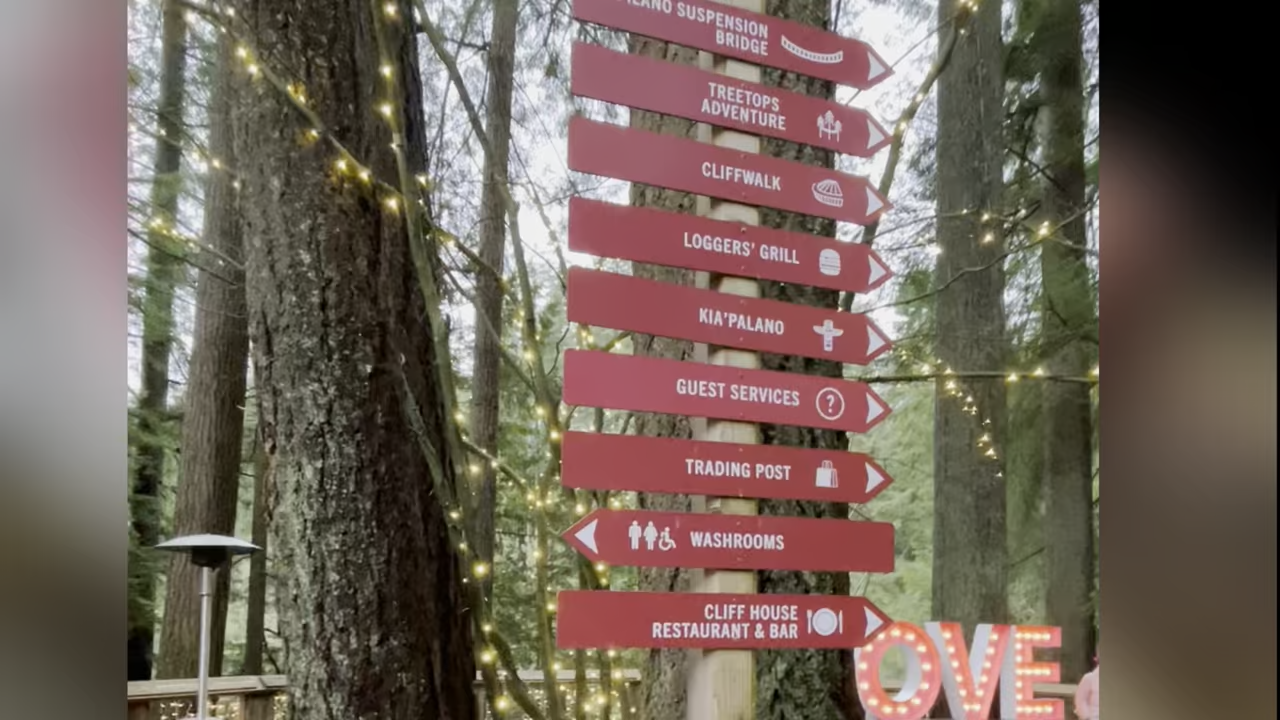 SUSPENSION
BRIDGE
TREETOPS
ADVENTURE
CLIFFWALK
LOGGERS' GRILL
KIA'PALANO
GUEST SERVICES
?
TRADING POST
WASHROOMS
CLIFF HOUSE
RESTAURANT & BAR
OVE